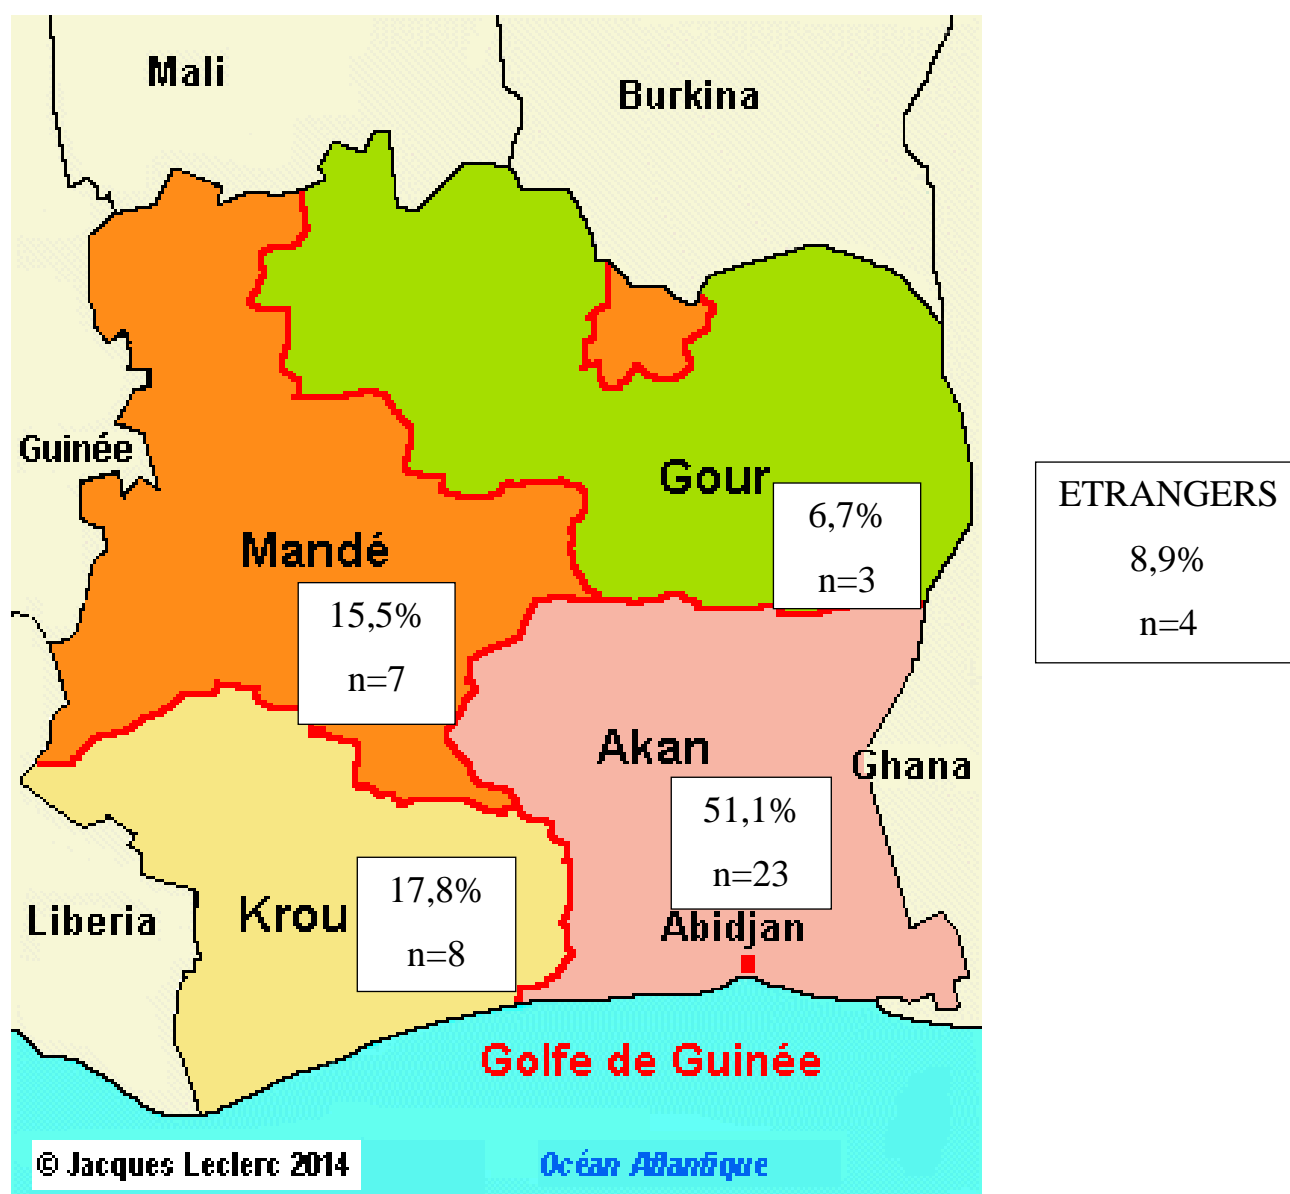 Mali
Burkina
Guinée
Gour
6,7%
n=3
ETRANGERS
8,9%
n=4
Mandé
15,5%
n=7
Akan
Ghana
51,1%
n=23
Abidjan
Liberia
Krou
17,8%
n=8
Golfe de Guinée
© Jacques Leclerc 2014
Océan Atlantique